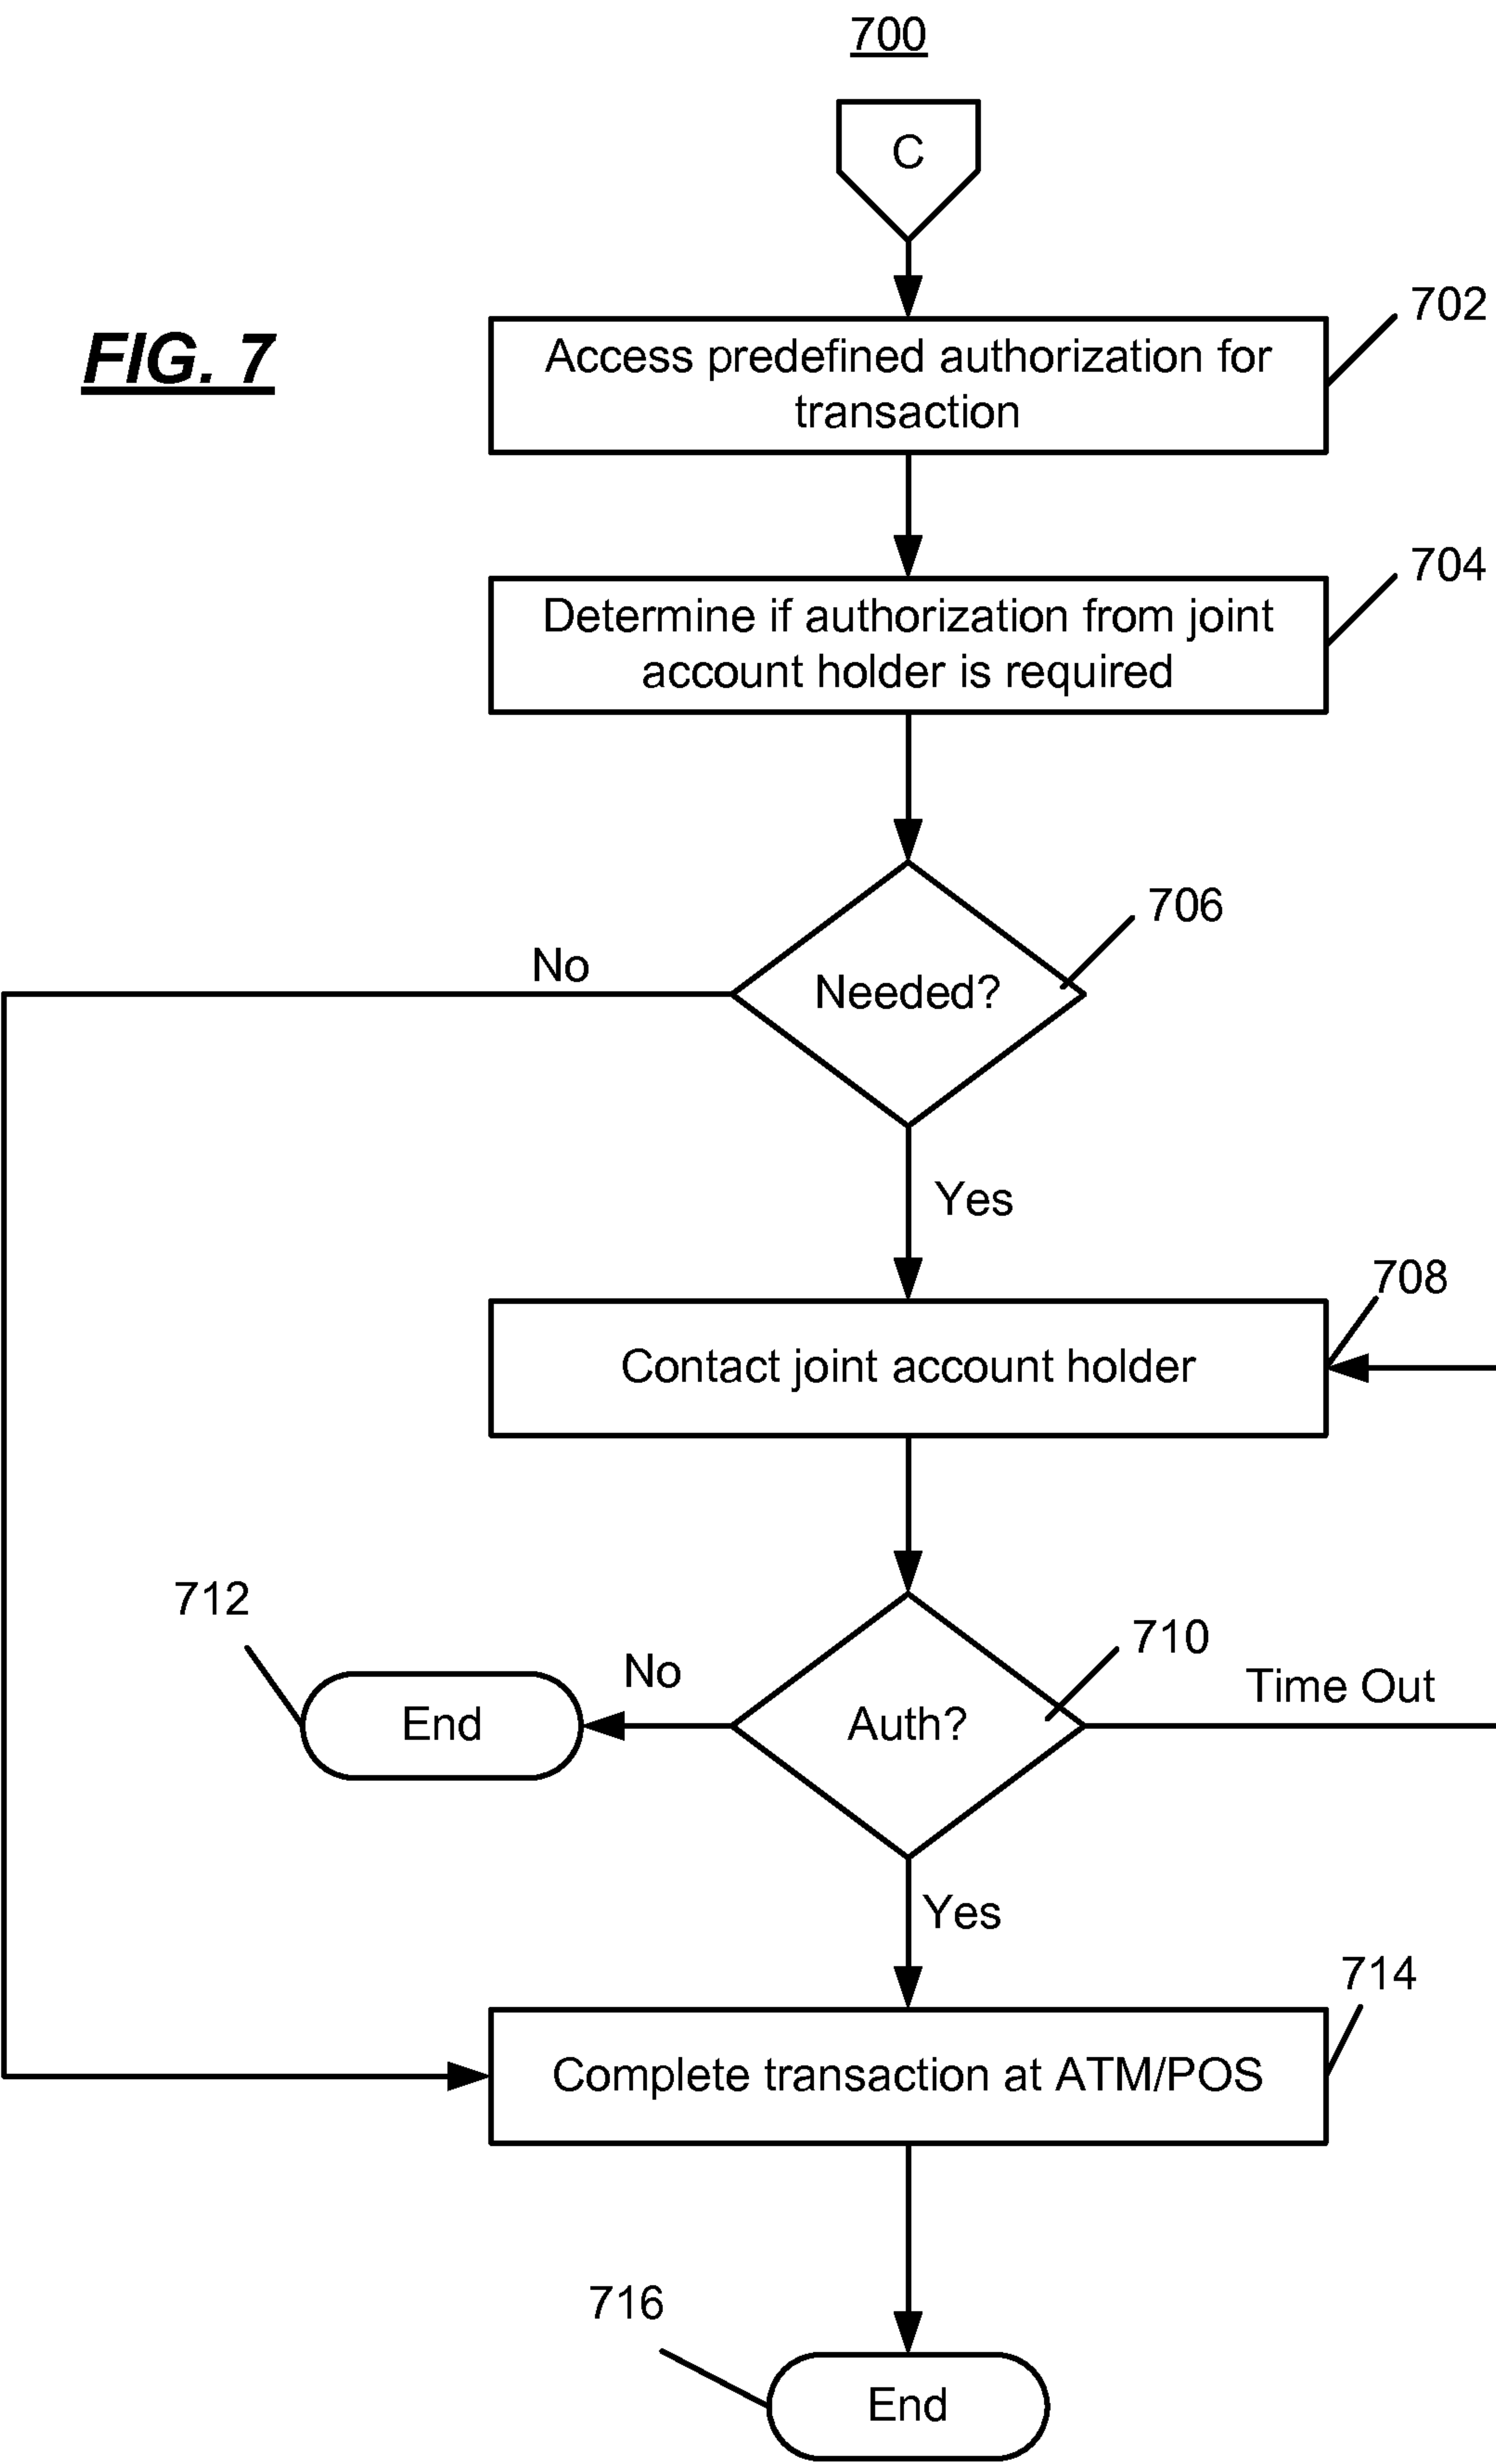 700
C
FIG. 7
702
Access predefined authorization for
transaction
704
Determine if authorization from joint
account holder is required
706
No
Needed?
Yes
708
Contact joint account holder
712
710
No
Time Out
End
Auth?
Yes
714
Complete transaction at ATM/POS
716
End